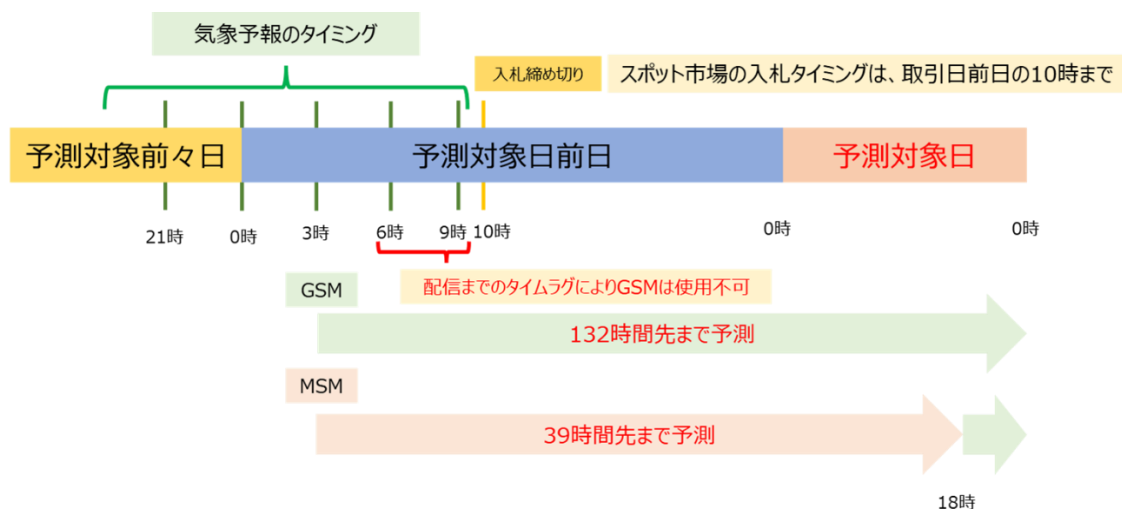 気象予報のタイミング
入札締め切り
スポット市場の入札タイミングは、取引日前日の10時まで
予測対象前々日
予測対象日前日
予測対象日
21時
0時
3時
6時
9時
10時
0時
0時
配信までのタイムラグによりGSMは使用不可
GSM
132時間先まで予測
MSM
39時間先まで予測
18時